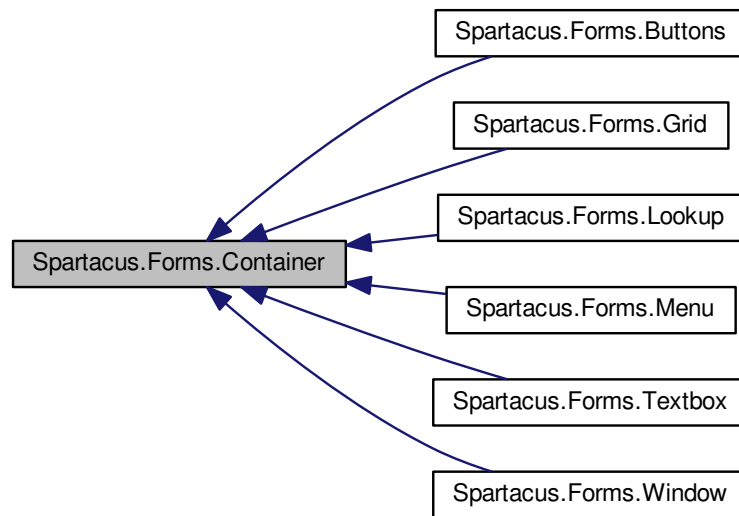 Spartacus.Forms.Buttons
Spartacus.Forms.Grid
Spartacus.Forms.Lookup
Spartacus.Forms.Container
Spartacus.Forms.Menu
Spartacus.Forms.Textbox
Spartacus.Forms.Window